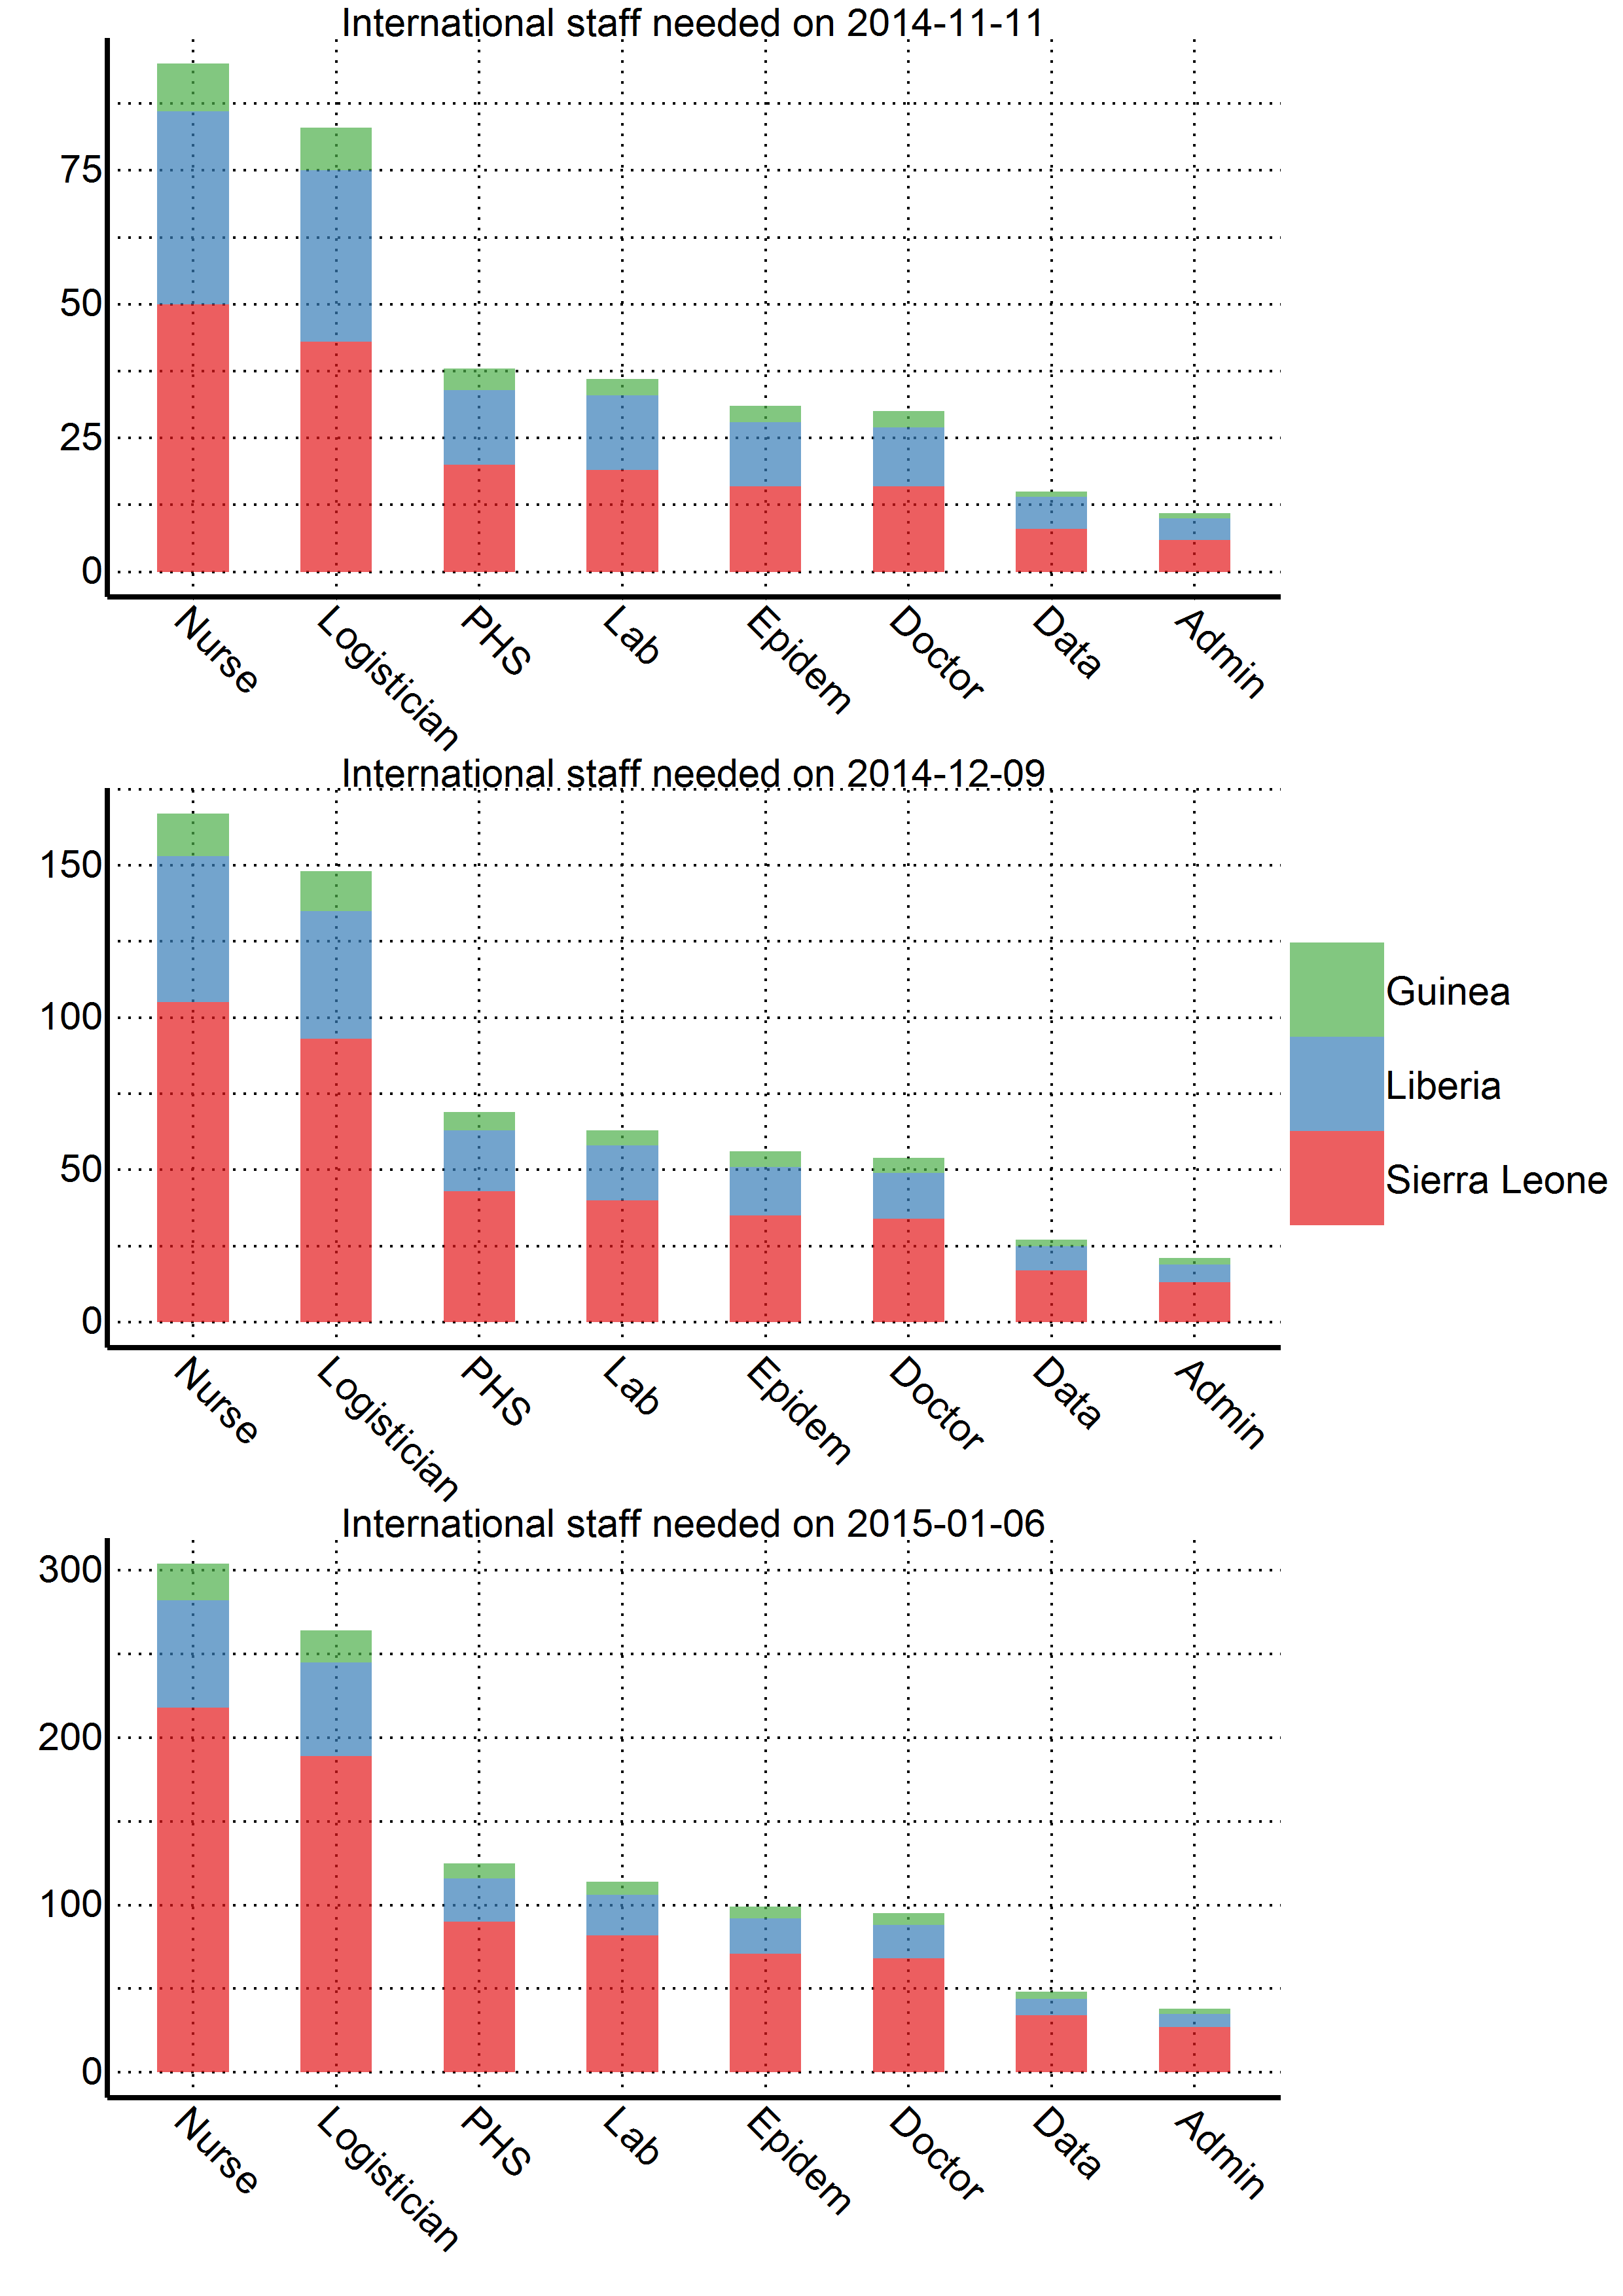 International staff needed on 2014-11-11
75
50
25
0
Nurse Logistician PHS Lab Epidem Doctor Data Admin
International staff needed on 2014-12-09
150
100
50
0
Nurse Logistician PHS Lab Epidem Doctor Data Admin
Guinea
Liberia
Sierra Leone
International staff needed on 2015-01-06
300
200
100
0
Nurse Logistician PHS Lab Epidem Doctor Data Admin